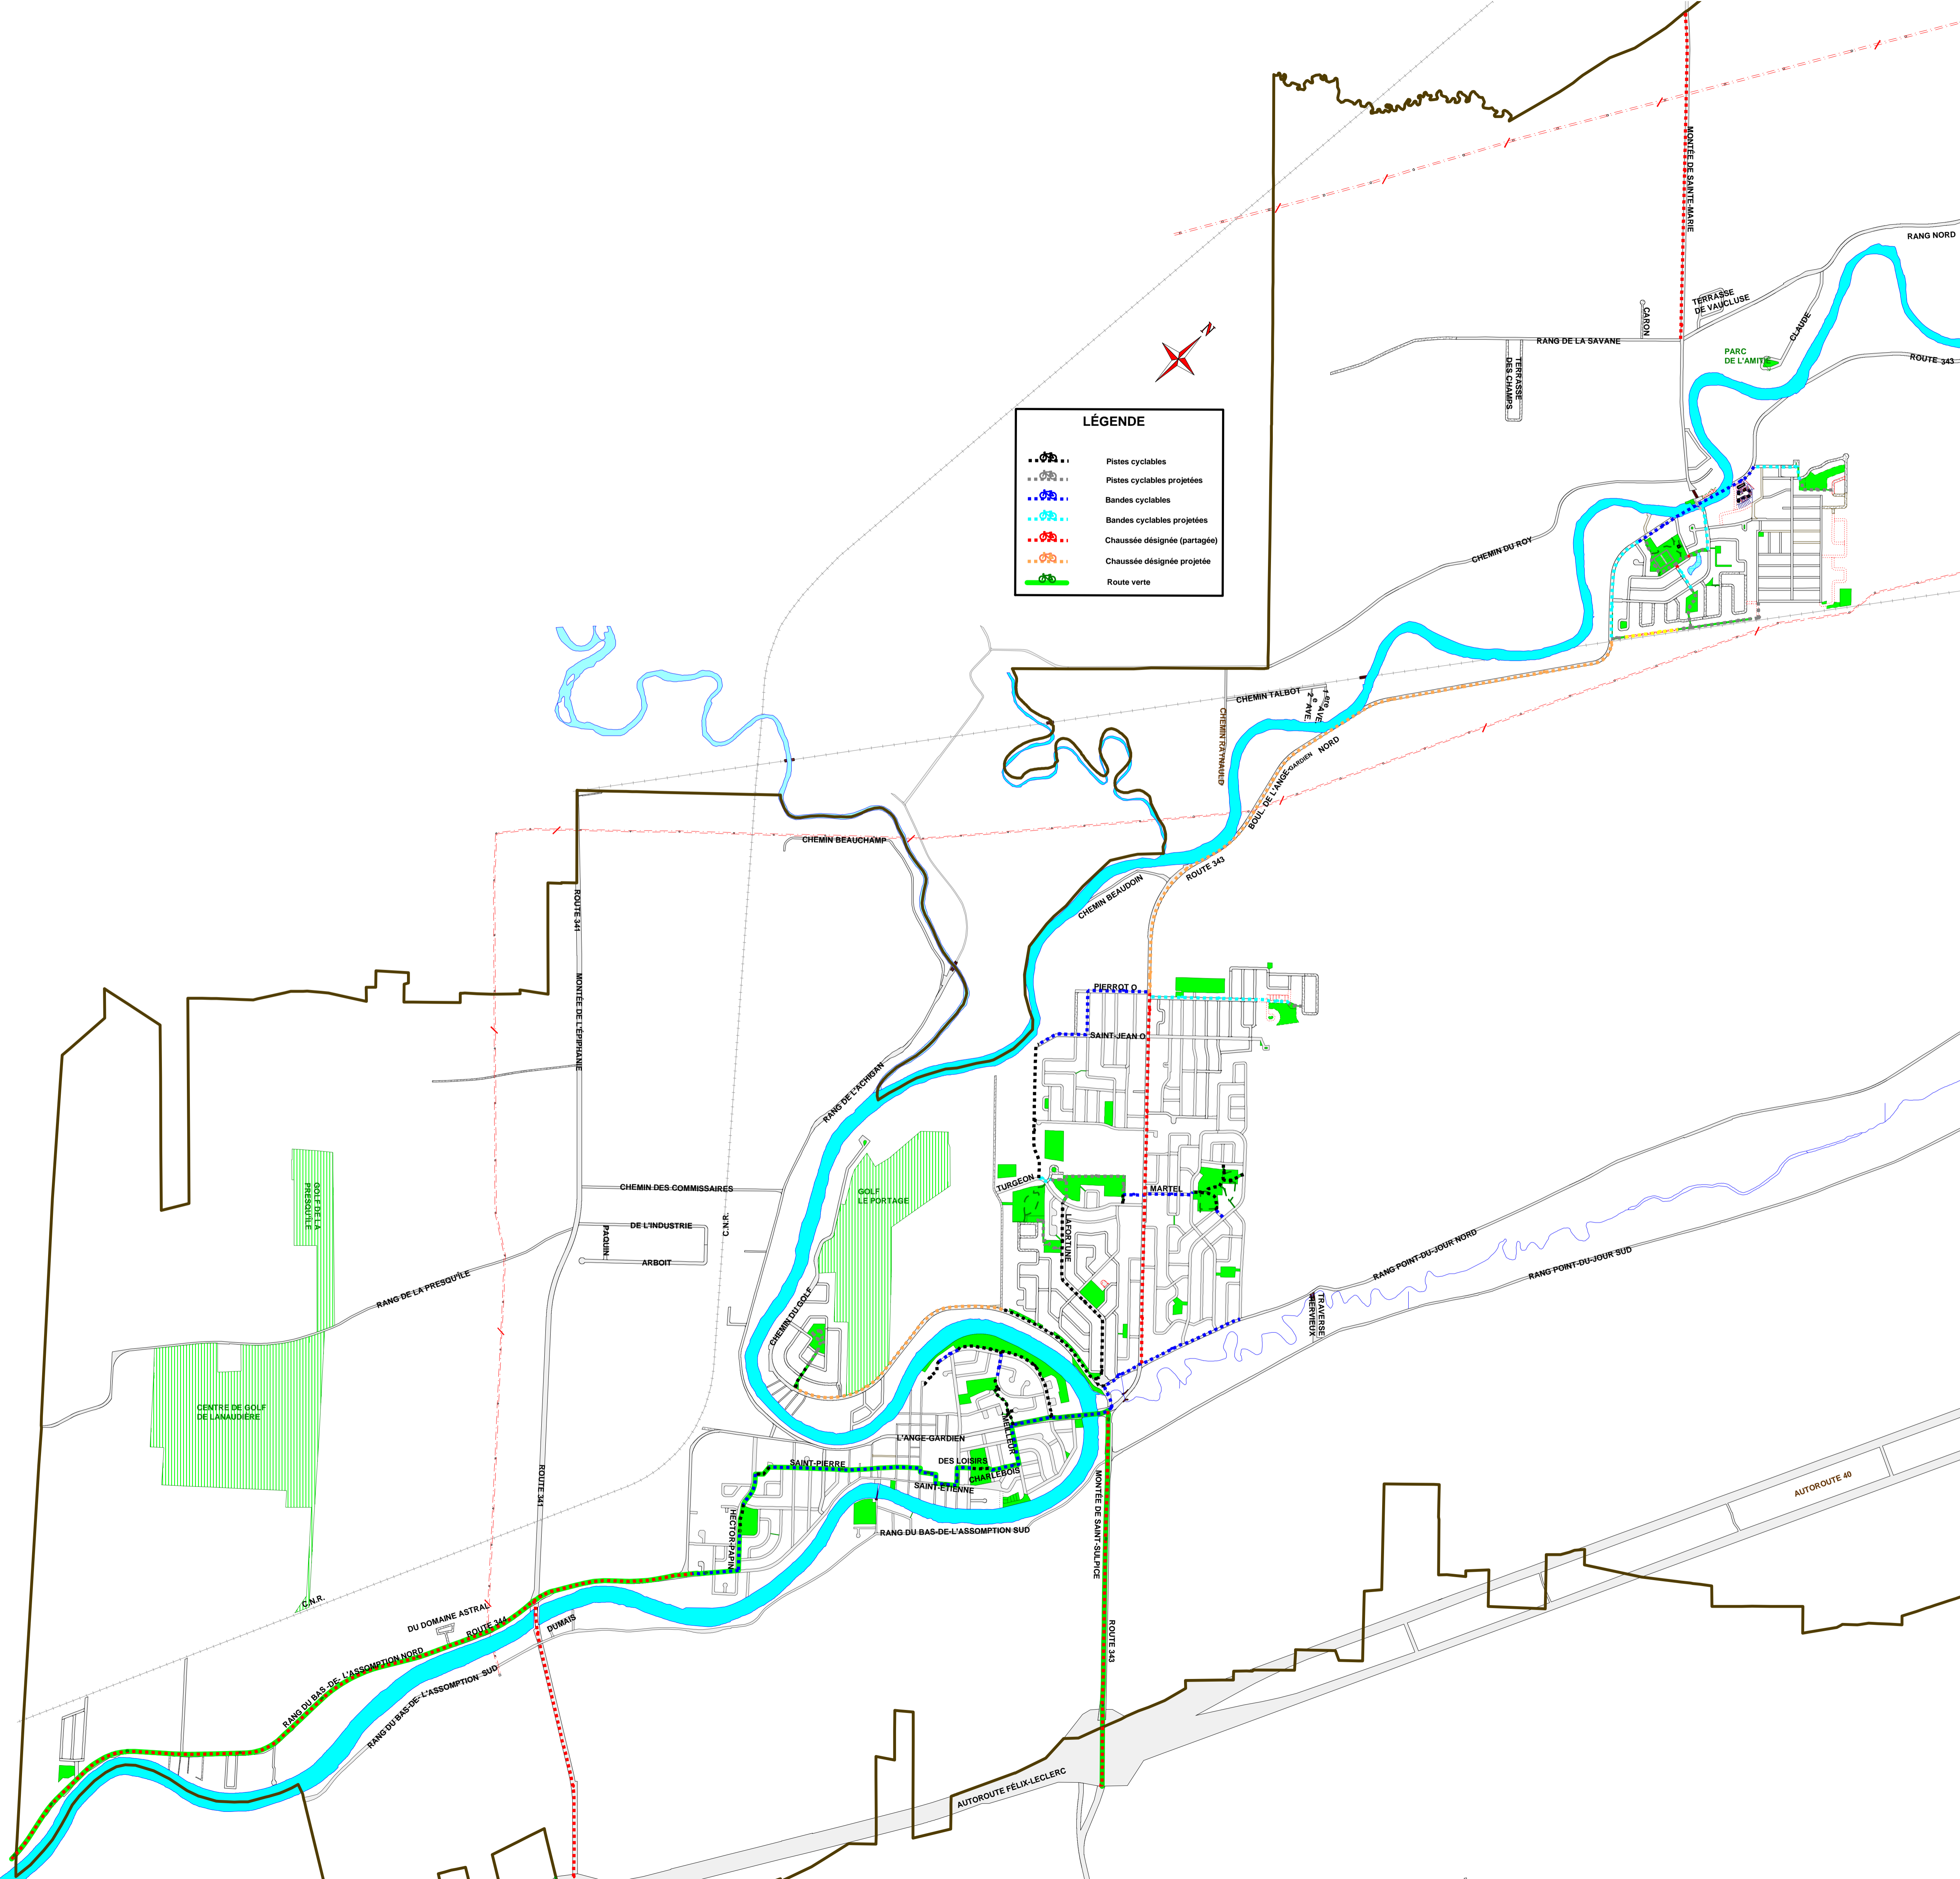 MONTÉE DE SAINTE-MARIE
RANG NORD
TERRASSE
DE VAUCLUSE
CARON
CLAUDE
RANG DE LA SAVANE
PARC
DE L'AMITIÉ
ROUTE 343
TERRASSE
DES CHAMPS
N
LÉGENDE
Pistes cyclables
Pistes cyclables projetées
Bandes cyclables
Bandes cyclables projetées
Chaussée désignée (partagée)
Chaussée désignée projetée
Route verte
CHEMIN DU ROY
CHEMIN TALBOT
1 ère AVE.
2 e AVE.
CHEMIN RAYNAULD
BOUL. DE L'ANGE-GARDIEN NORD
CHEMIN BEAUCHAMP
ROUTE 343
CHEMIN BEAUDOIN
ROUTE 341
MONTÉE DE L'ÉPIPHANIE
PIERROT O
SAINT-JEAN O
RANG DE L'ACHIGAN
GOLF DE LA
PRESQU'ÎLE
CHEMIN DES COMMISSAIRES
GOLF
LE PORTAGE
TURGEON
MARTEL
C.N.R.
DE L'INDUSTRIE
PAQUIN
ARBOIT
LAFORTUNE
RANG POINT-DU-JOUR NORD
RANG POINT-DU-JOUR SUD
RANG DE LA PRESQU'ÎLE
CHEMIN DU GOLF
TRAVERSE
HERVIEUX
CENTRE DE GOLF
DE LANAUDIÈRE
L'ANGE-GARDIEN
MEILLEUR
SAINT-PIERRE
DES LOISIRS
CHARLEBOIS
SAINT-ÉTIENNE
ROUTE 341
HECTOR-PAPIN
RANG DU BAS-DE-L'ASSOMPTION SUD
MONTÉE DE SAINT-SULPICE
AUTOROUTE 40
C.N.R.
DU DOMAINE ASTRAL
ROUTE 344
DUMAIS
ROUTE 343
RANG DU BAS -DE- L'ASSOMPTION NORD
RANG DU BAS-DE- L'ASSOMPTION SUD
AUTOROUTE FÉLIX-LECLERC